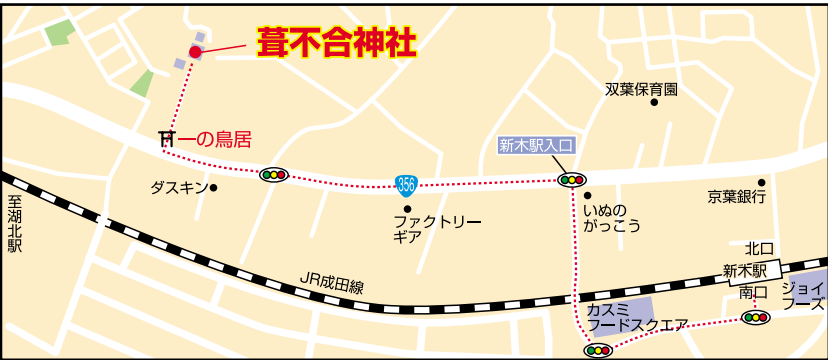 葺不合神社
双葉保育園
一の鳥居
新木駅入口
356
ダスキン
京葉銀行
いぬの
がっこう
ファクトリー
ギア
至湖北駅
北口
新木駅
南口
JR成田線
ジョイ
フーズ
カスミ
フードスクエア